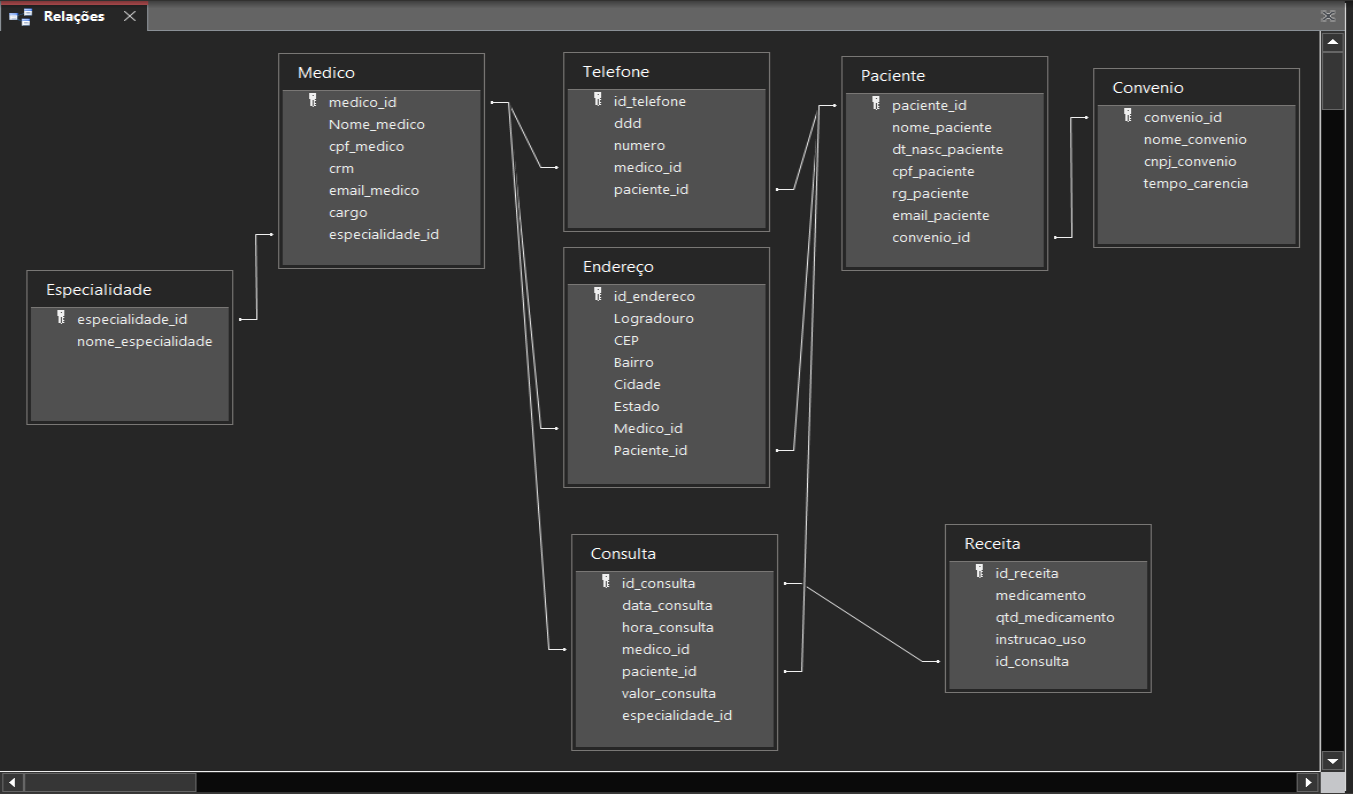 Relações
Medico
medico_id
Nome_medico
cpf_medico
crm
email_medico
cargo
especialidade_id
Telefone
id_telefone
ddd
numero
medico_id
paciente_id
Paciente
paciente_id
nome_paciente
dt_nasc_paciente
cpf_paciente
rg_paciente
email_paciente
convenio_id
Convenio
convenio_id
nome_convenio
cnpj_convenio
tempo_carencia
Especialidade
especialidade_id
nome_especialidade
Endereço
id_endereco
Logradouro
CEP
Bairro
Cidade
Estado
Medico_id
Paciente_id
Consulta
id_consulta
data_consulta
hora_consulta
medico_id
paciente_id
valor_consulta
especialidade_id
Receita
id_receita
medicamento
qtd_medicamento
instrucao_uso
id_consulta